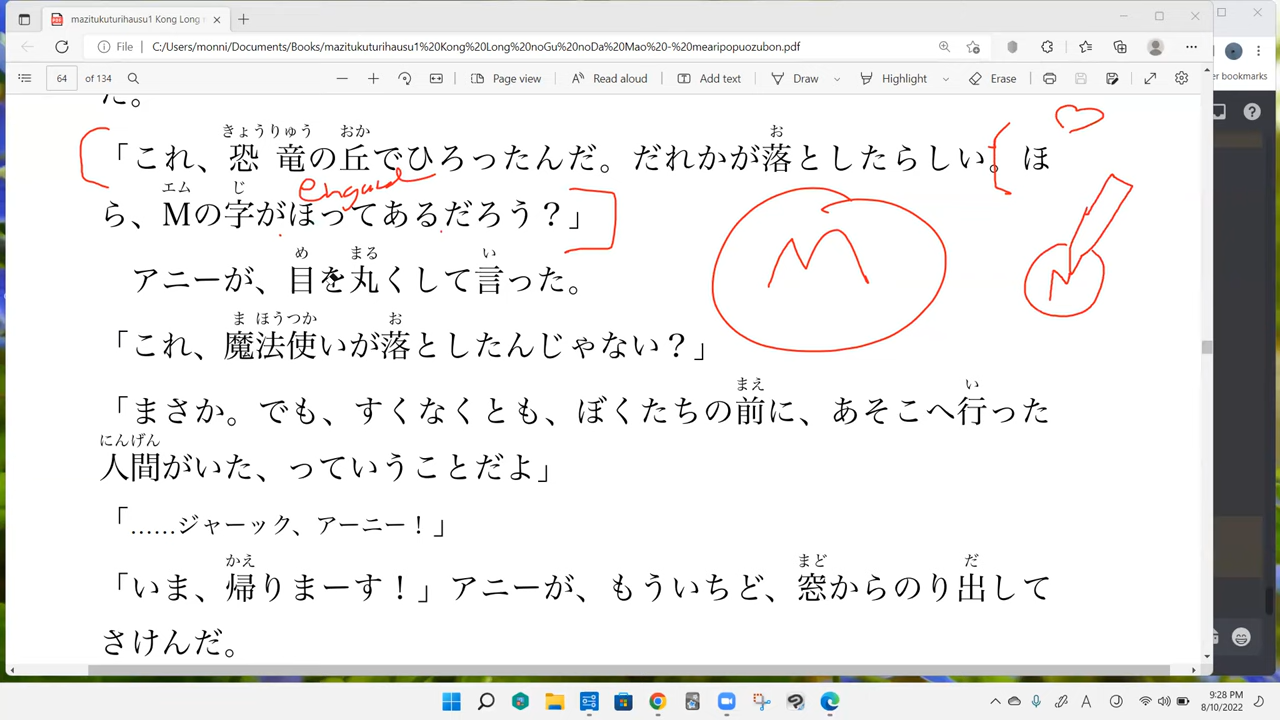 mazitukuturihausu1 Kong Long
File
C:/Users/monni/Documents/Books/mazitukuturihausu1%20Kong%20Long%20noGu%20noDa%20Mao%20-%20mearipopuozubon.pdf
er bookmarks
64 of 134
Page view
Read aloud
Add text
Draw
Highlight
Erase
た。
きょうりゅう おか お
「これ、恐竜の丘でひろったんだ。だれかが落としたらしい。ほ
エム じ
ら、Mの字がほってあるだろう？」
M
M
め まる い
アニーが、目を丸くして言った。
ま ほうつか お
「これ、魔法使いが落としたんじゃない？」
まえ い
「まさか。でも、すくなくとも、ぼくたちの前に、あそこへ行った
にんげん
人間がいた、っていうことだよ」
「……ジャーック、アーニー！」
かえ まど だ
「いま、帰りまーす！」アニーが、もういちど、窓からのり出して
さけんだ。
9:28 PM
8/10/2022